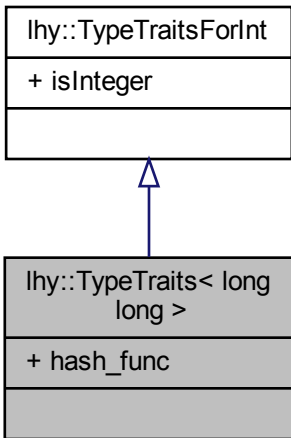 lhy::TypeTraitsForInt
+ isInteger
lhy::TypeTraits< long
long >
+ hash_func